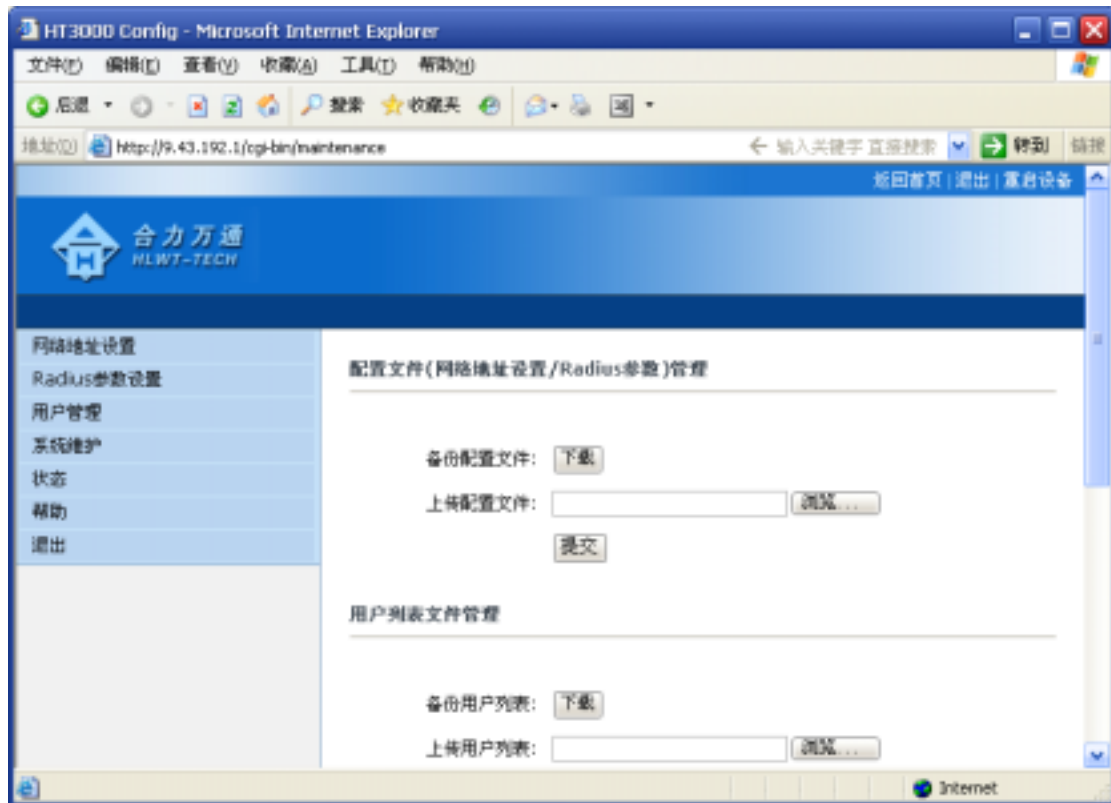 HT3000 Config - Microsoft Internet Explorer
文件(F) 编辑(E) 查看(V) 收藏(A) 工具(T) 帮助(H)
后退 搜索 收藏夹
地址(D) http://9.43.192.1/cgi-bin/maintenance 输入关键字 直接搜索 转到 链接
返回首页 | 退出 | 重启设备
合力万通
HLWT-TECH
网络地址设置
Radius参数设置
用户管理
系统维护
状态
帮助
退出
配置文件(网络地址设置/Radius参数)管理
备份配置文件: 下载
上传配置文件: 浏览...
提交
用户列表文件管理
备份用户列表: 下载
上传用户列表: 浏览...
Internet